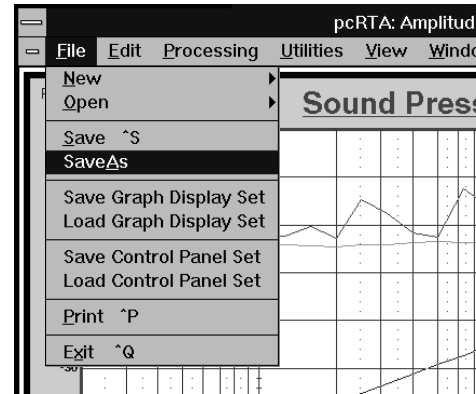 pcRTA: Amplitud
File Edit Processing Utilities View Windo
New
Open
Sound Press
Save ^S
SaveAs
Save Graph Display Set
Load Graph Display Set
Save Control Panel Set
Load Control Panel Set
Print ^P
Exit ^Q
-30